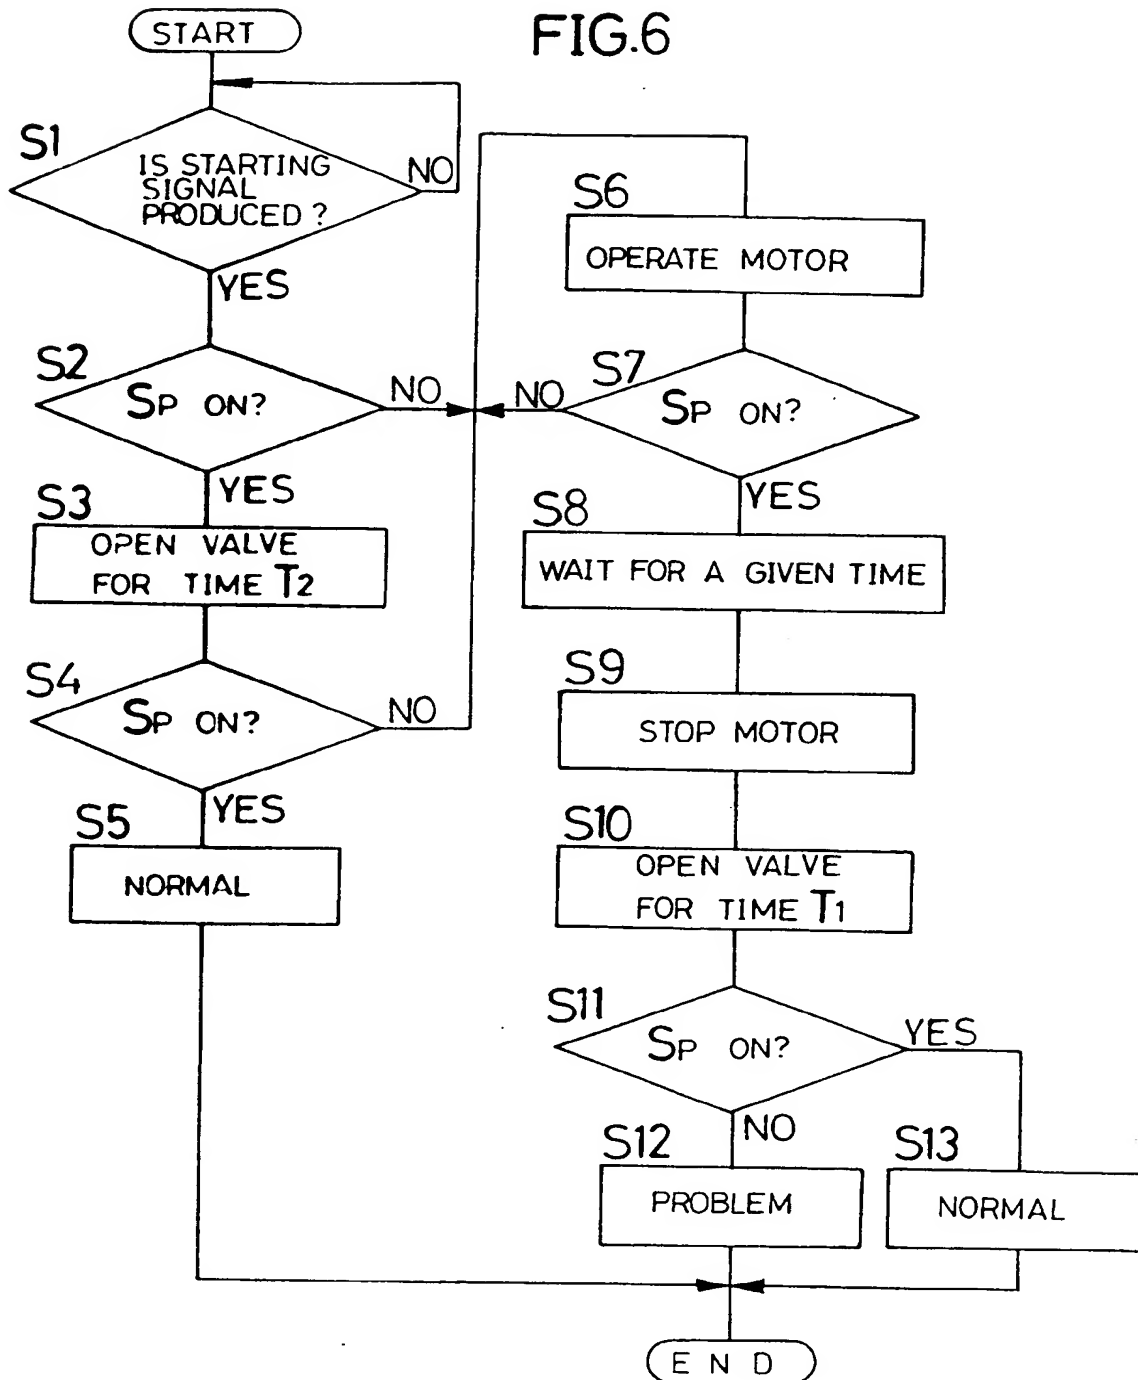 FIG.6
START
S1
IS STARTING
SIGNAL
PRODUCED?
NO
YES
S2
SP ON?
NO
YES
S3
OPEN VALVE
FOR TIME T2
S4
SP ON?
NO
YES
S5
NORMAL
S6
OPERATE MOTOR
S7
SP ON?
NO
YES
S8
WAIT FOR A GIVEN TIME
S9
STOP MOTOR
S10
OPEN VALVE
FOR TIME T1
S11
SP ON?
YES
NO
S12
PROBLEM
S13
NORMAL
END